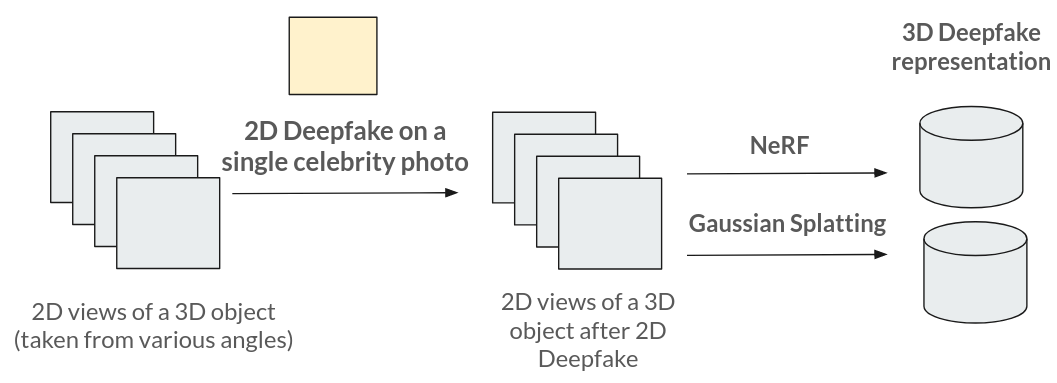 2D views of a 3D object
(taken from various angles)
2D Deepfake on a
single celebrity photo
2D views of a 3D
object after 2D
Deepfake
NeRF
Gaussian Splatting
3D Deepfake
representation